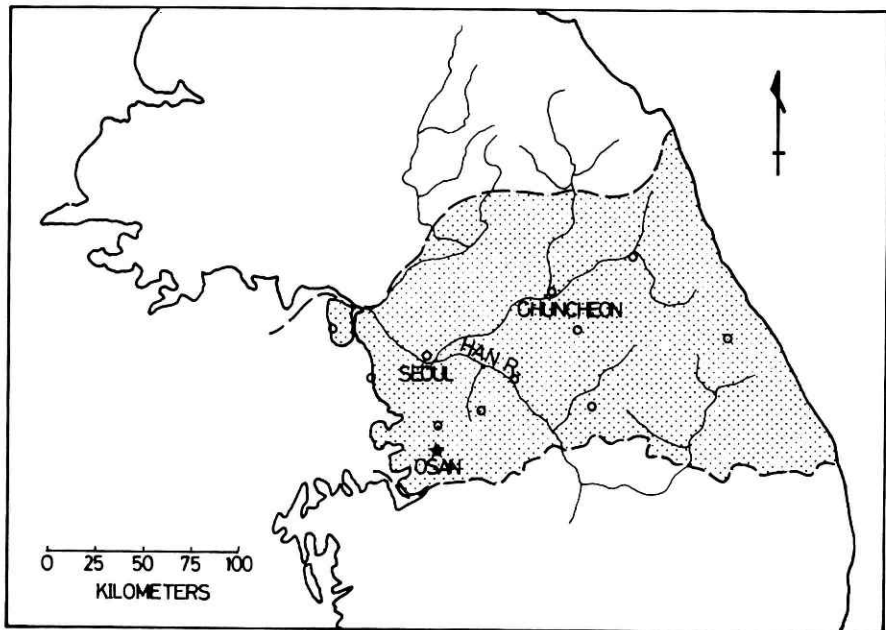 CHUNCHEON
HAN R.
SEOUL
OSAN
0 25 50 75 100
KILOMETERS